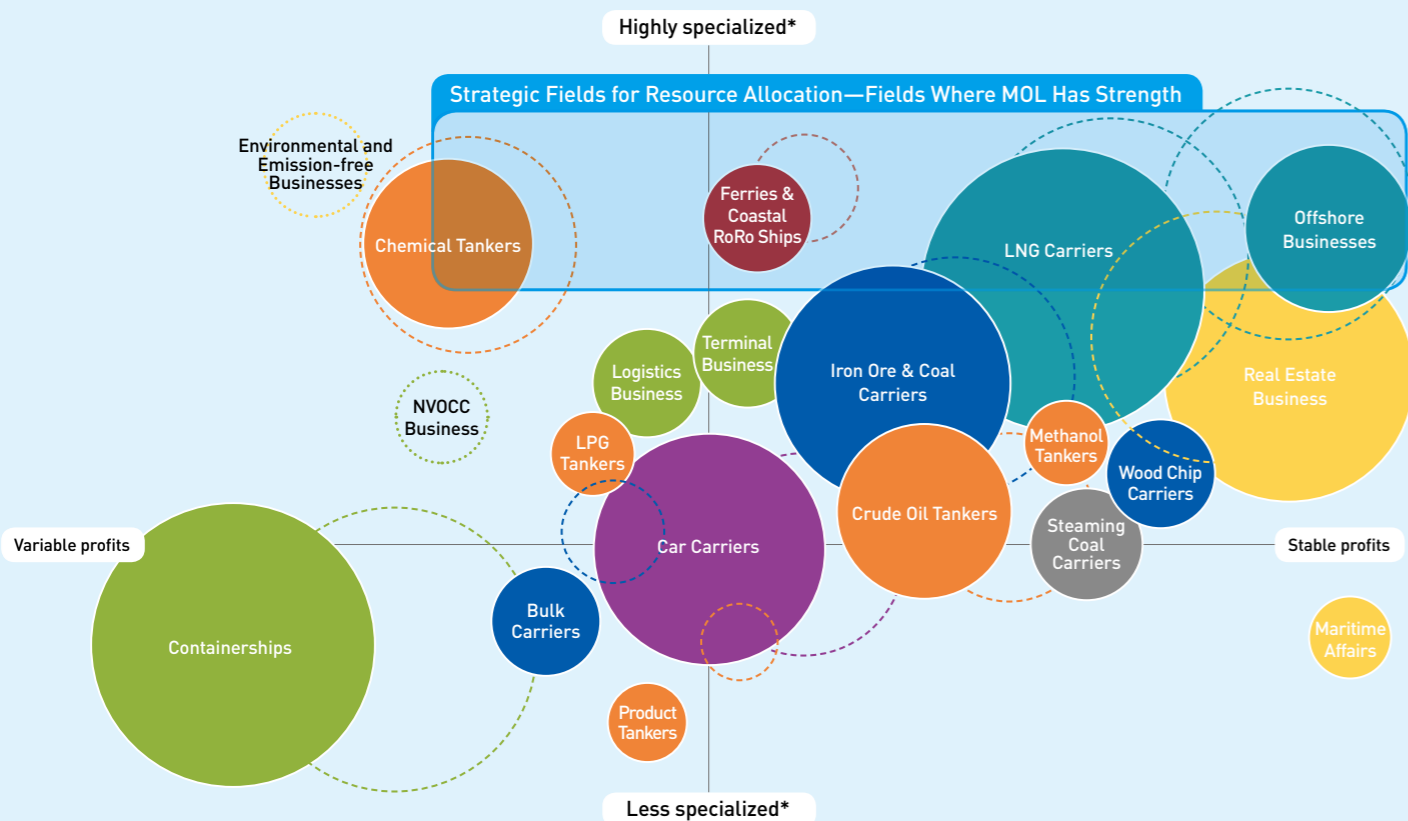 Highly specialized*
Strategic Fields for Resource Allocation—Fields Where MOL Has Strength
Environmental and
Emission-free
Businesses
Chemical Tankers
Ferries &
Coastal
RoRo Ships
LNG Carriers
Offshore
Businesses
Logistics
Business
Terminal
Business
Iron Ore & Coal
Carriers
Real Estate
Business
NVOCC
Business
LPG
Tankers
Methanol
Tankers
Wood Chip
Carriers
Crude Oil Tankers
Steaming
Coal
Carriers
Variable profits
Car Carriers
Stable profits
Containerships
Bulk
Carriers
Maritime
Affairs
Product
Tankers
Less specialized*